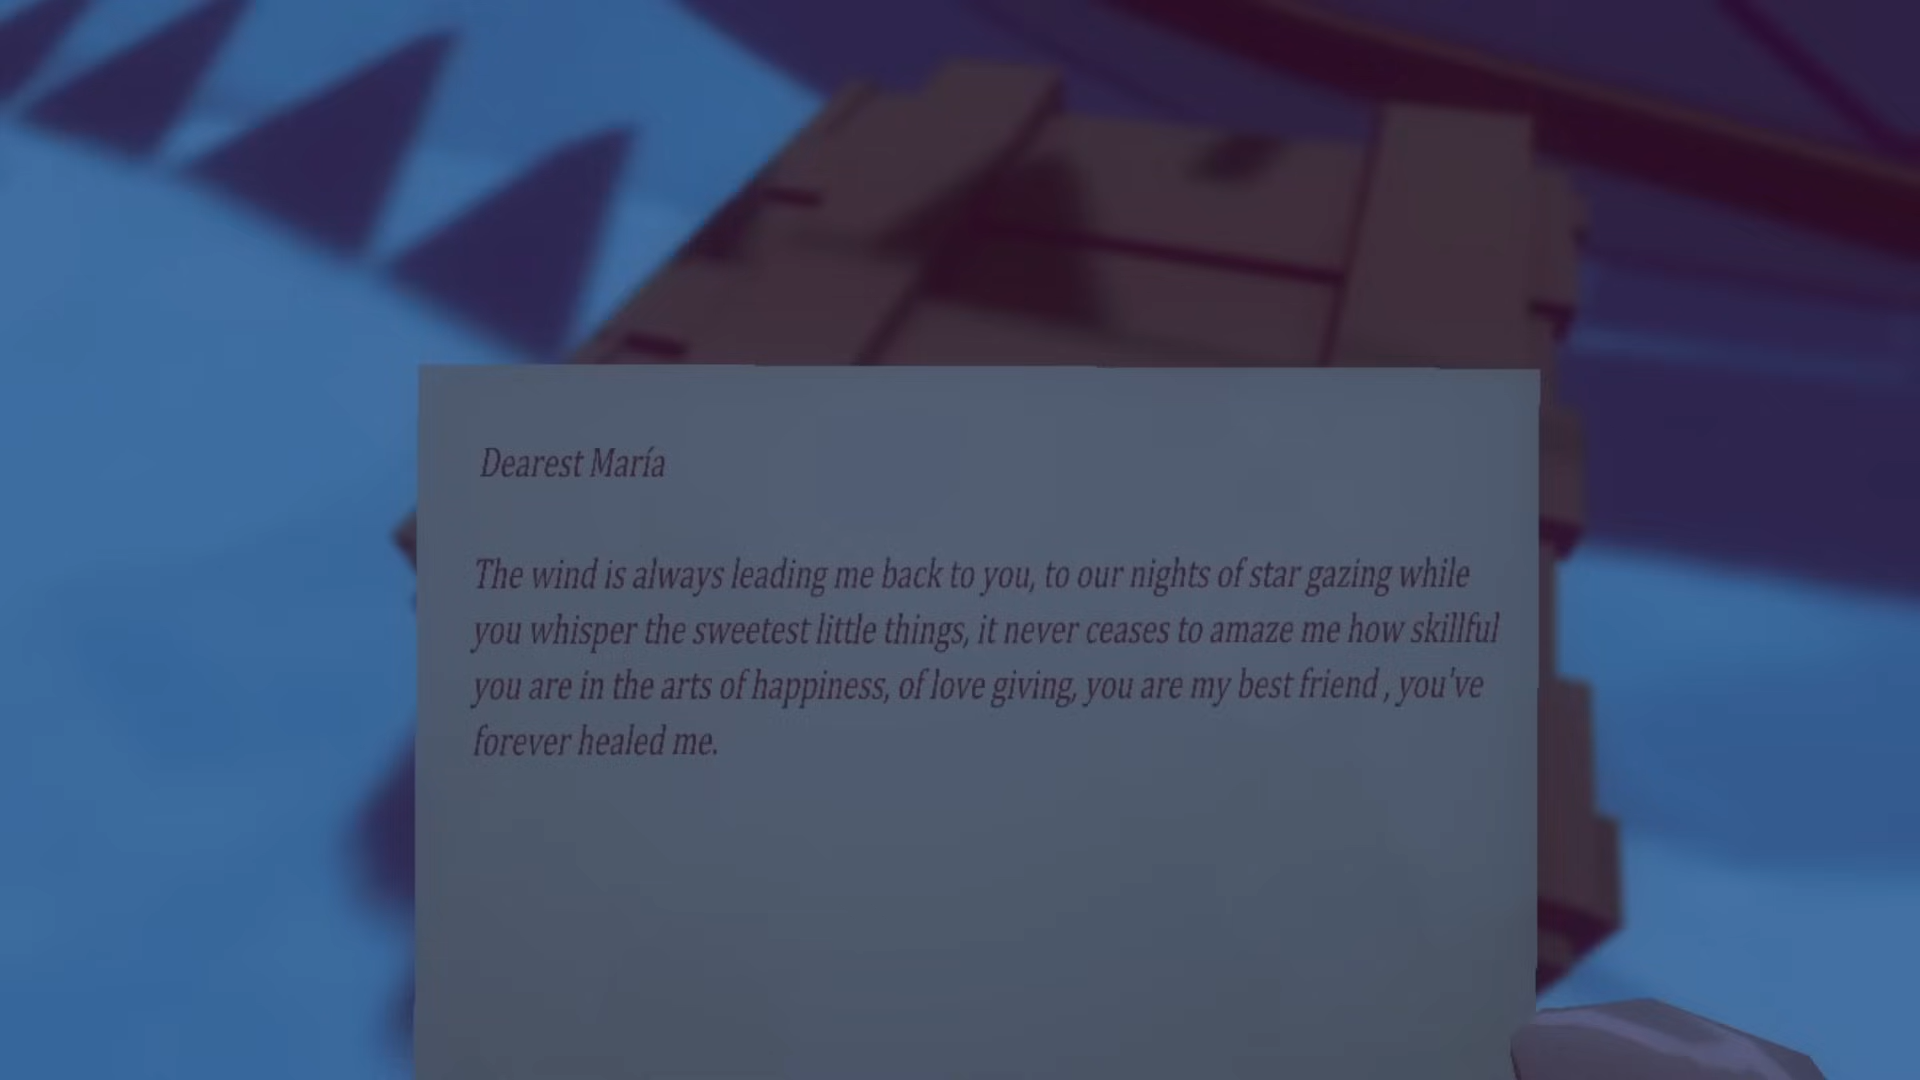 Dearest María
The wind is always leading me back to you, to our nights of star gazing while
you whisper the sweetest little things, it never ceases to amaze me how skillful
you are in the arts of happiness, of love giving, you are my best friend , you've
forever healed me.